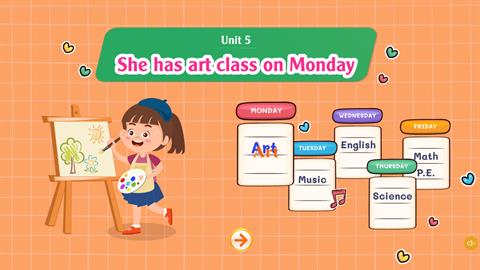 Unit 5
She has art class on Monday
MONDAY
Art
TUESDAY
Music
WEDNESDAY
English
THURSDAY
Science
FRIDAY
Math
P.E.